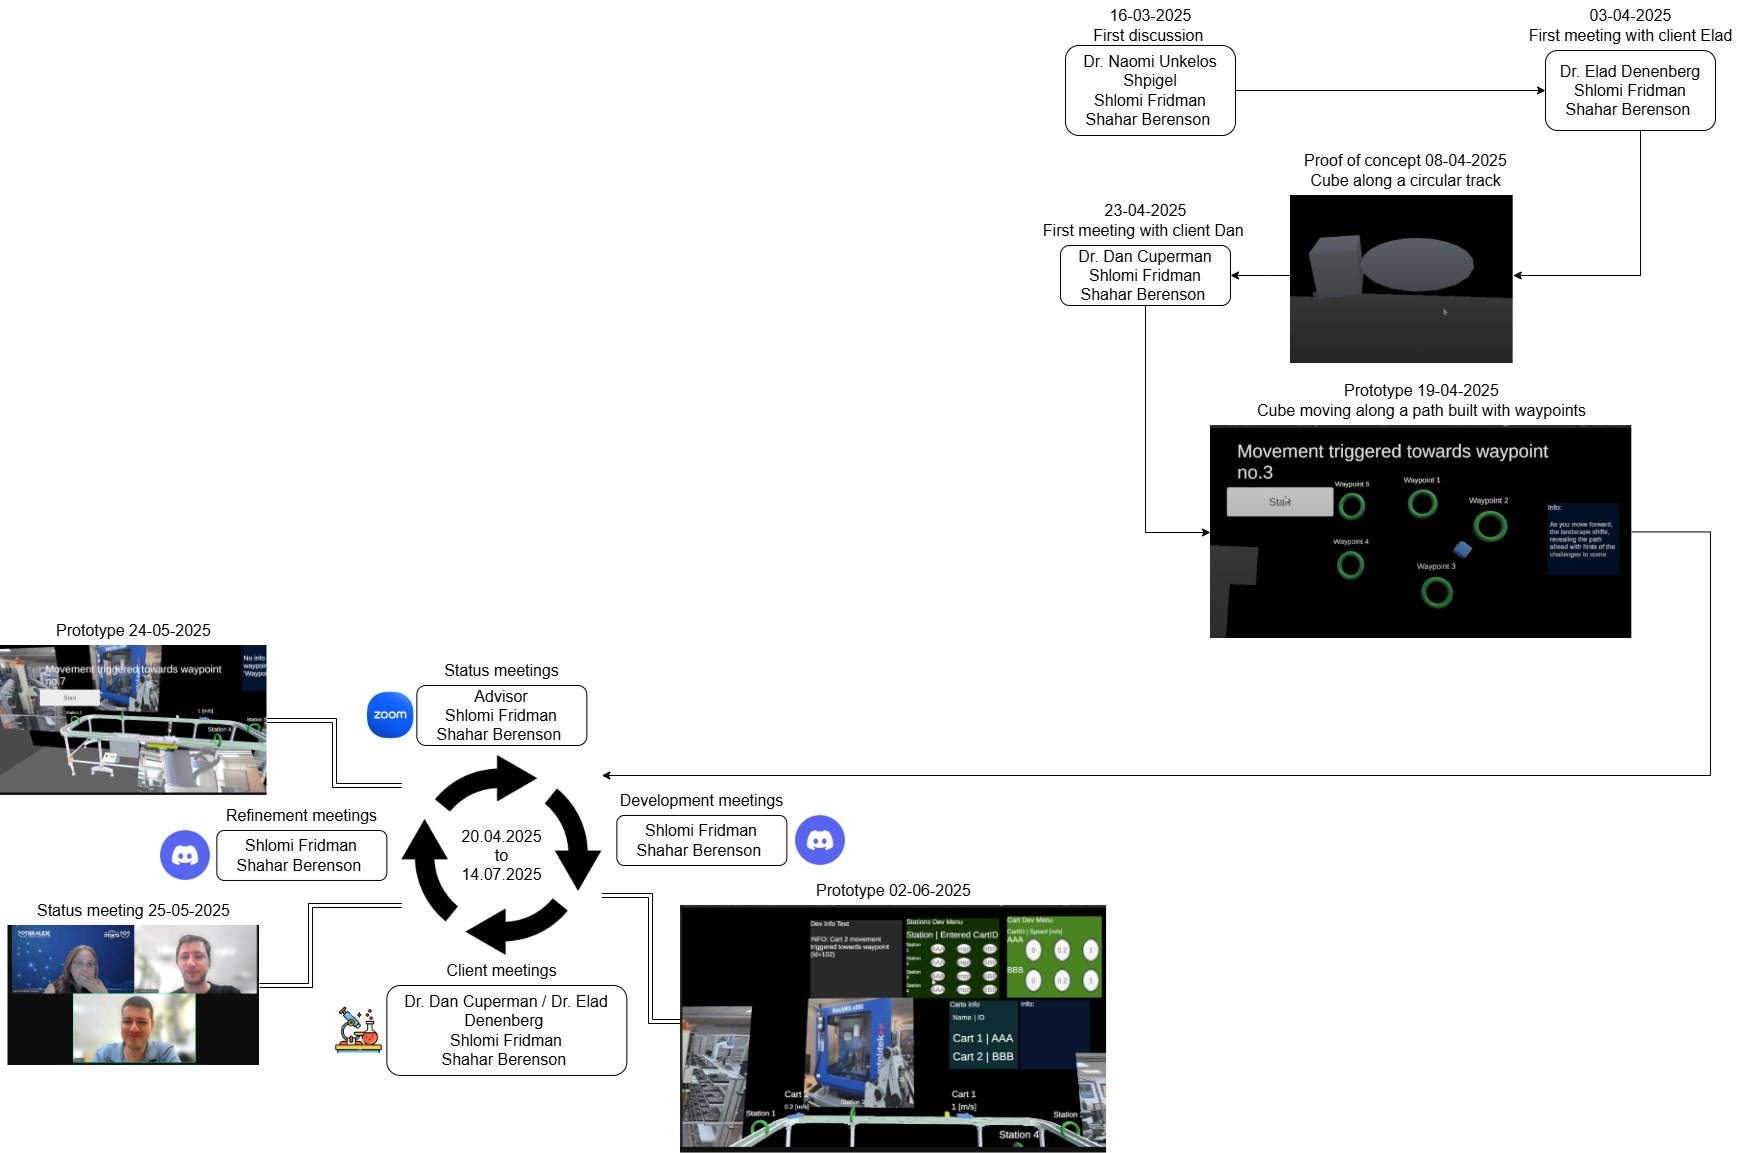 16-03-2025
First discussion
Dr. Naomi Unkelos
Shpigel
Shlomi Fridman
Shahar Berenson
03-04-2025
First meeting with client Elad
Dr. Elad Denenberg
Shlomi Fridman
Shahar Berenson
Proof of concept 08-04-2025
Cube along a circular track
23-04-2025
First meeting with client Dan
Dr. Dan Cuperman
Shlomi Fridman
Shahar Berenson
Prototype 19-04-2025
Cube moving along a path built with waypoints
Movement triggered towards waypoint
no.3
Start
Waypoint 5
Waypoint 1
Waypoint 2
Waypoint 4
Waypoint 3
Info:
As you move forward,
the landscape shifts,
revealing the path
ahead with hints of the
challenges to come
Prototype 24-05-2025
Movement triggered towards waypoint
no.7
Start
No info
Station 1
1 [m/s]
Station 4
Status meetings
zoom
Advisor
Shlomi Fridman
Shahar Berenson
Refinement meetings
Shlomi Fridman
Shahar Berenson
20.04.2025
to
14.07.2025
Development meetings
Shlomi Fridman
Shahar Berenson
Status meeting 25-05-2025
BRAUDE
Client meetings
Dr. Dan Cuperman / Dr. Elad
Denenberg
Shlomi Fridman
Shahar Berenson
Prototype 02-06-2025
Dev Info Text
INFO: Cart 2 movement
triggered towards waypoint
(id=102)
Stations Dev Menu
Station | Entered CartID
Station
1
Station
2
Station
3
Station
4
Cart Dev Menu
CartID | Speed [m/s]
AAA
0
0.2
1
BBB
0
0.2
1
Carts info
Name | ID
Cart 1 | AAA
Cart 2 | BBB
Info:
Cart 2
0.2 [m/s]
Station 2
Cart 1
1 [m/s]
Station 1
Station
Station 4